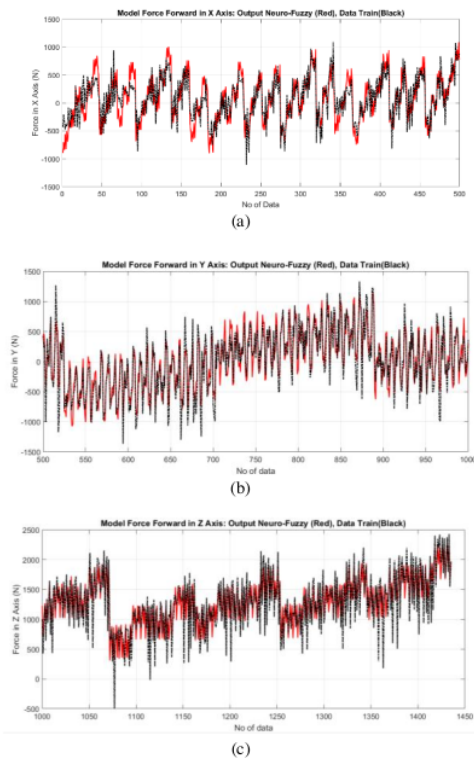 Model Force Forward in X Axis: Output Neuro-Fuzzy (Red), Data Train(Black)
1500
1000
500
0
-500
-1000
-1500
Force in X Axis (N)
0 50 100 150 200 250 300 350 400 450 500
No of Data
(a)
Model Force Forward in Y Axis: Output Neuro-Fuzzy (Red), Data Train(Black)
1500
1000
500
0
-500
-1000
-1500
Force in Y (N)
500 550 600 650 700 750 800 850 900 950 1000
No of data
(b)
Model Force Forward in Z Axis: Output Neuro-Fuzzy (Red), Data Train(Black)
2500
2000
1500
1000
500
0
-500
Force in Z Axis (N)
1000 1050 1100 1150 1200 1250 1300 1350 1400 1450
No of data
(c)